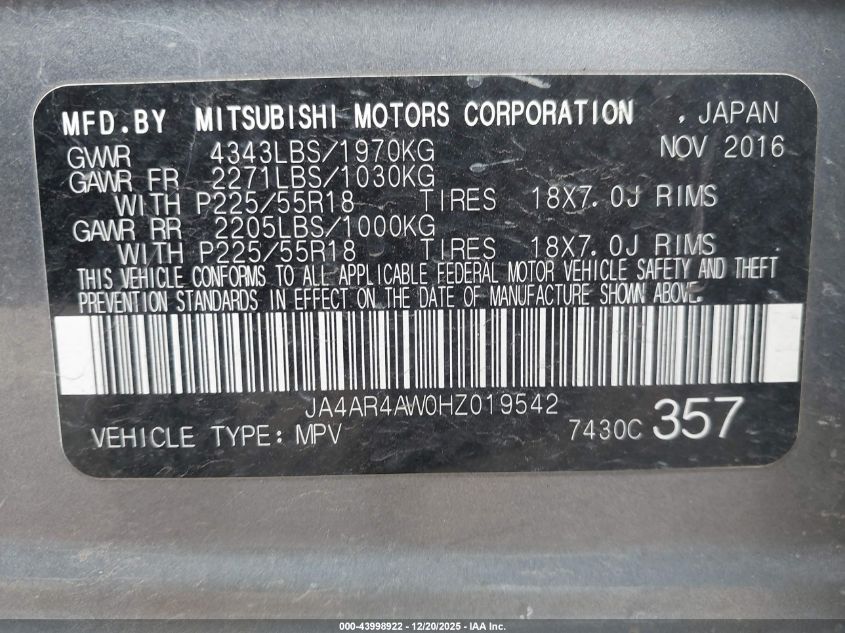 MFD.BY MITSUBISHI MOTORS CORPORATION , JAPAN
GVWR 4343LBS/1970KG NOV 2016
GAWR FR 2271LBS/1030KG
WITH P225/55R18 TIRES 18X7.0J RIMS
GAWR RR 2205LBS/1000KG
WITH P225/55R18 TIRES 18X7.0J RIMS
THIS VEHICLE CONFORMS TO ALL APPLICABLE FEDERAL MOTOR VEHICLE SAFETY AND THEFT
PREVENTION STANDARDS IN EFFECT ON THE DATE OF MANUFACTURE SHOWN ABOVE.
JA4AR4AW0HZ019542
VEHICLE TYPE: MPV 7430C 357
000-43998922 - 12/20/2025 - IAA Inc.